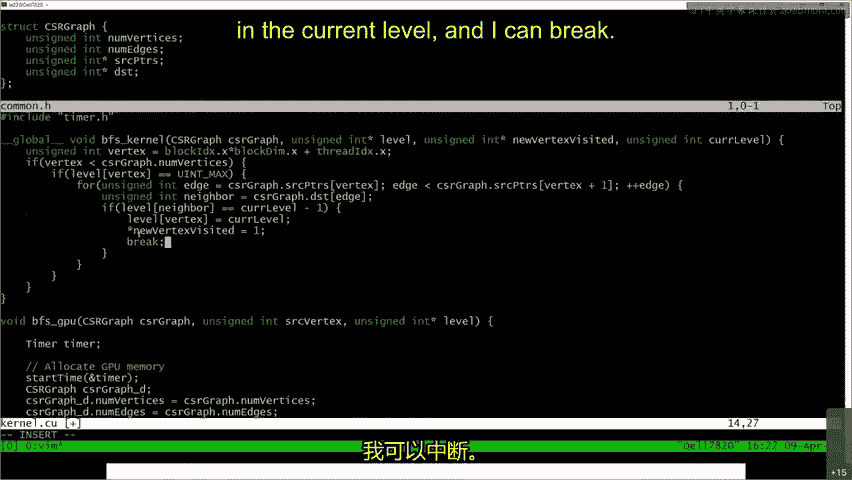 in the current level, and I can break.
struct CSRGraph {
unsigned int numVertices;
unsigned int numEdges;
unsigned int* srcPtrs;
unsigned int* dst;
};
common.h 1,0-1 Top
#include "timer.h"
__global__ void bfs_kernel(CSRGraph csrGraph, unsigned int* level, unsigned int* newVertexVisited, unsigned int currLevel) {
unsigned int vertex = blockIdx.x*blockDim.x + threadIdx.x;
if(vertex < csrGraph.numVertices) {
if(level[vertex] == UINT_MAX) {
for(unsigned int edge = csrGraph.srcPtrs[vertex]; edge < csrGraph.srcPtrs[vertex + 1]; ++edge) {
unsigned int neighbor = csrGraph.dst[edge];
if(level[neighbor] == currLevel - 1) {
level[vertex] = currLevel;
*newVertexVisited = 1;
break;
}
}
}
}
}
void bfs_gpu(CSRGraph csrGraph, unsigned int srcVertex, unsigned int* level) {
Timer timer;
// Allocate GPU memory
startTime(&timer);
CSRGraph csrGraph_d;
csrGraph_d.numVertices = csrGraph.numVertices;
csrGraph_d.numEdges = csrGraph.numEdges;
kernel.cu [+] 14,27
-- INSERT --
[0] 0:vim* "Dell7820" 16:22 09-Apr-
我可以中断。
+15